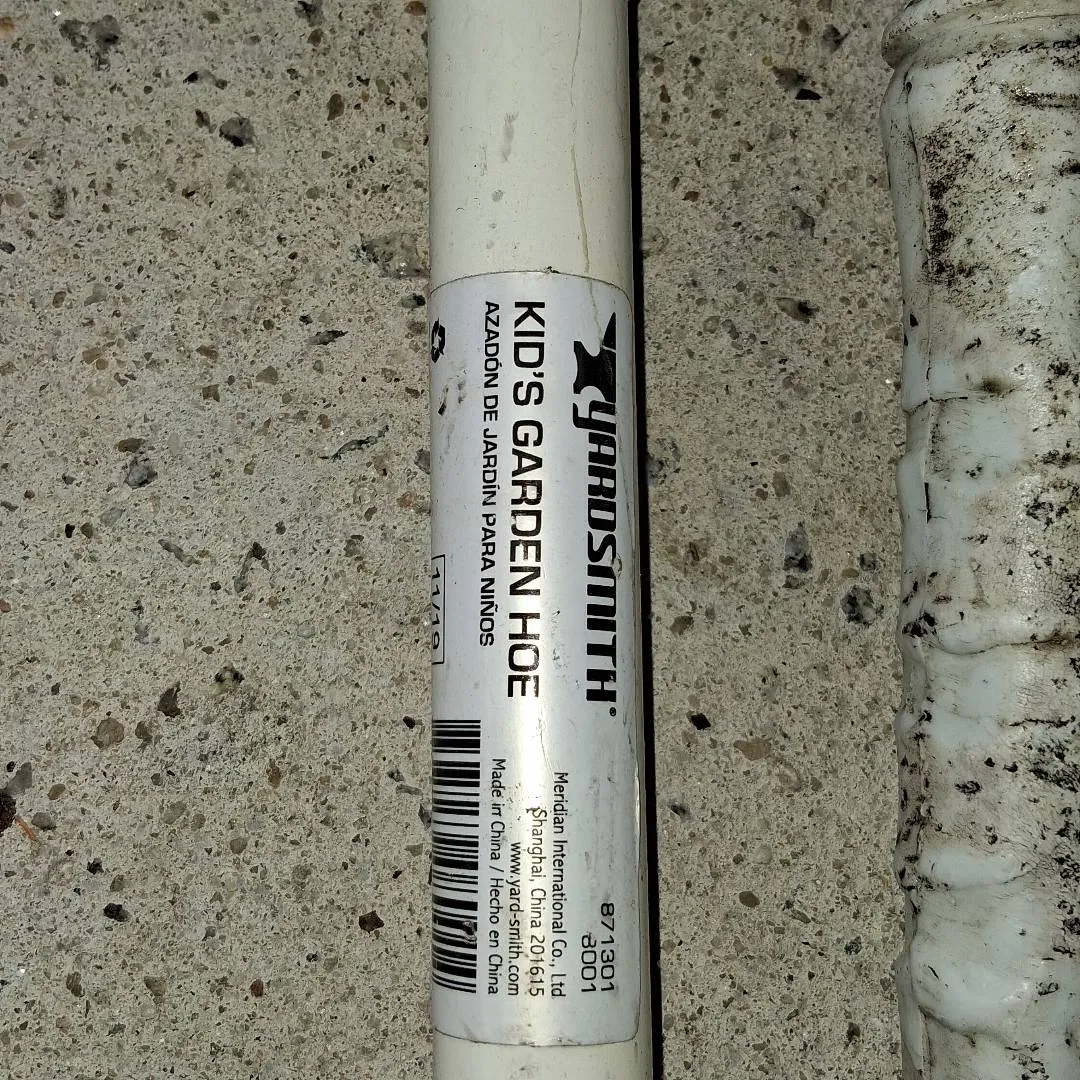 YARDSMITH®
KID'S GARDEN HOE
AZADÓN DE JARDÍN PARA NIÑOS
11/19
871301
8001
Meridian International Co., Ltd
Shanghai, China 201615
www.yard-smith.com
Made in China / Hecho en China